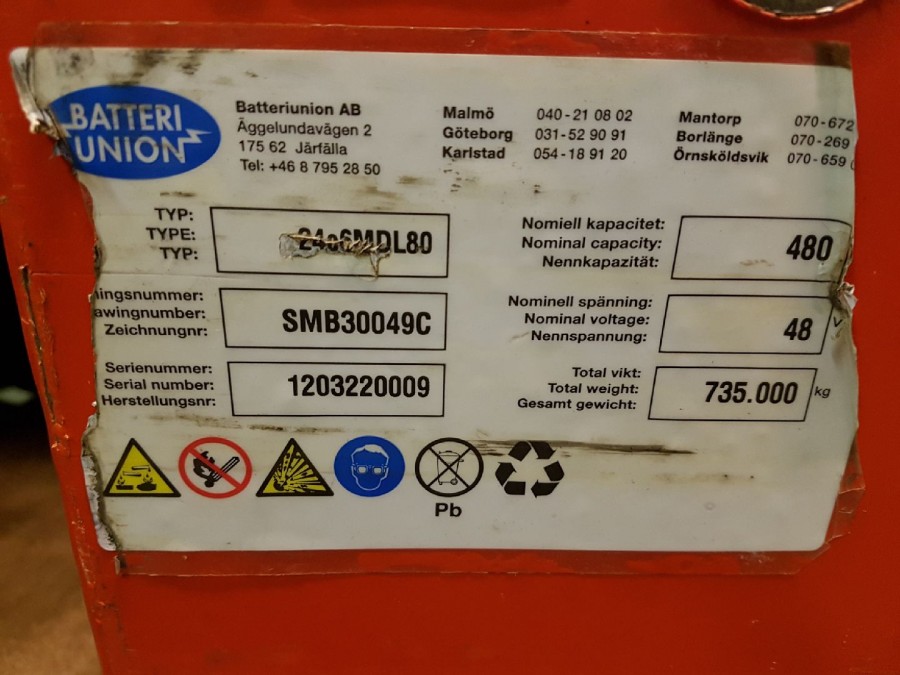 BATTERI
UNION
Batteriunion AB
Äggelundavägen 2
175 62 Järfälla
Tel: +46 8 795 28 50
Malmö 040-21 08 02
Göteborg 031-52 90 91
Karlstad 054-18 91 20
Mantorp 070-672
Borlänge 070-269
Örnsköldsvik 070-659
TYP:
TYPE:
TYP:
Nomiell kapacitet:
Nominal capacity:
Nennkapazität:
480
ningsnummer:
awingnumber:
Zeichnungnr:
SMB30049C
Nominell spänning:
Nominal voltage:
Nennspannung:
48 V
Serienummer:
Serial number:
Herstellungsnr:
1203220009
Total vikt:
Total weight:
Gesamt gewicht:
735.000 kg
Pb